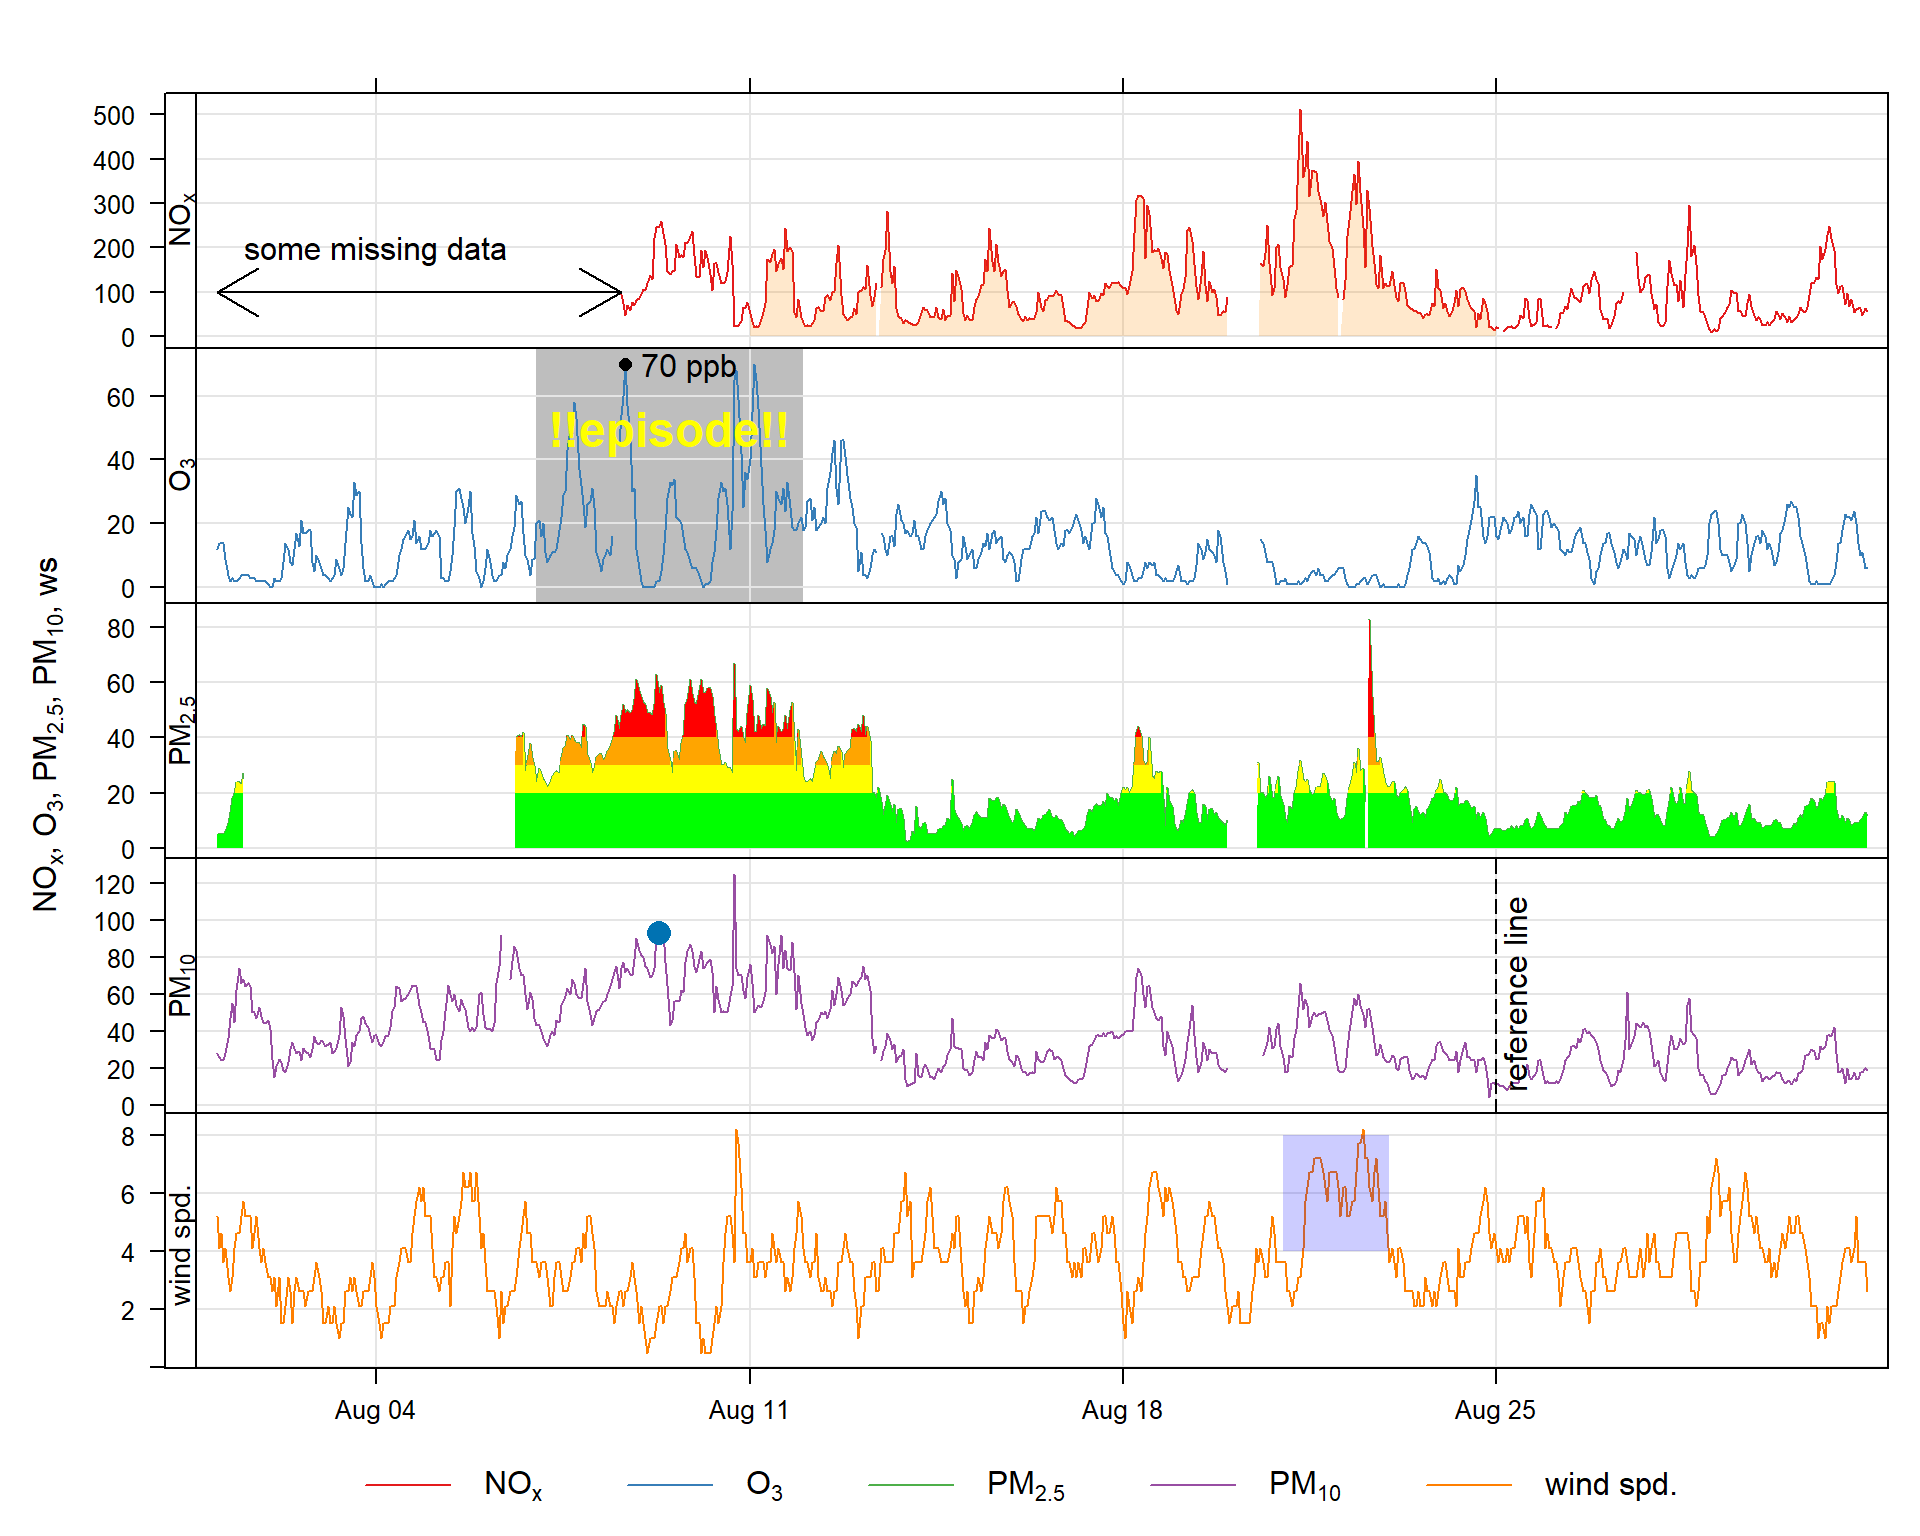 500
400
300
200
100
0
NOx
some missing data
60
40
20
0
O3
70 ppb
!!episode!!
80
60
40
20
0
PM2.5
120
100
80
60
40
20
0
PM10
reference line
8
6
4
2
wind spd.
NOx, O3, PM2.5, PM10, ws
Aug 04 Aug 11 Aug 18 Aug 25
NOx O3 PM2.5 PM10 wind spd.